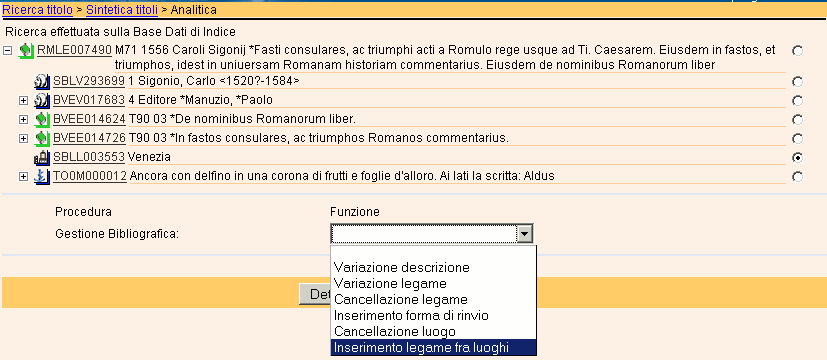 Ricerca titolo > Sintetica titoli > Analitica
Ricerca effettuata sulla Base Dati di Indice
RMLE007490 M71 1556 Caroli Sigonij *Fasti consulares, ac triumphi acti a Romulo rege usque ad Ti. Caesarem. Eiusdem in fastos, et
triumphos, idest in uniuersam Romanam historiam commentarius. Eiusdem de nominibus Romanorum liber
SBLV293699 1 Sigonio, Carlo <1520?-1584>
BVEV017683 4 Editore *Manuzio, *Paolo
BVEE014624 T90 03 *De nominibus Romanorum liber.
BVEE014726 T90 03 *In fastos consulares, ac triumphos Romanos commentarius.
SBLL003553 Venezia
TO0M000012 Ancora con delfino in una corona di frutti e foglie d'alloro. Ai lati la scritta: Aldus
Procedura Funzione
Gestione Bibliografica:
Variazione descrizione
Variazione legame
Cancellazione legame
Inserimento forma di rinvio
Cancellazione luogo
Inserimento legame fra luoghi
Det